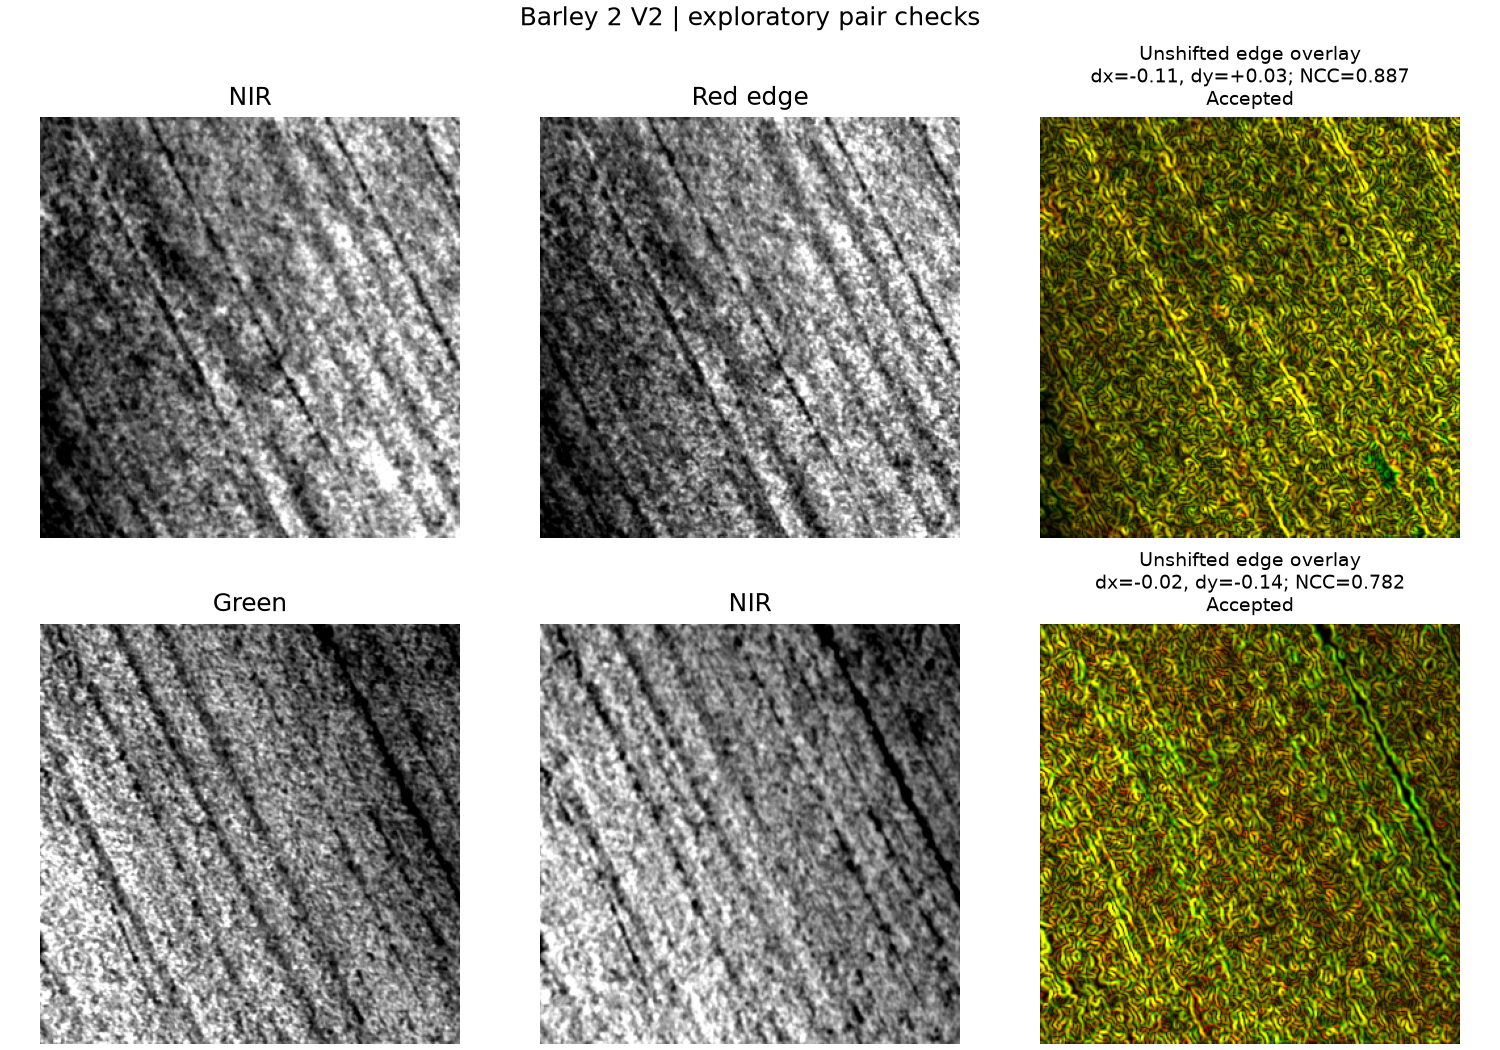 Barley 2 V2 | exploratory pair checks
NIR
Red edge
Unshifted edge overlay
dx=-0.11, dy=+0.03; NCC=0.887
Accepted
Green
NIR
Unshifted edge overlay
dx=-0.02, dy=-0.14; NCC=0.782
Accepted